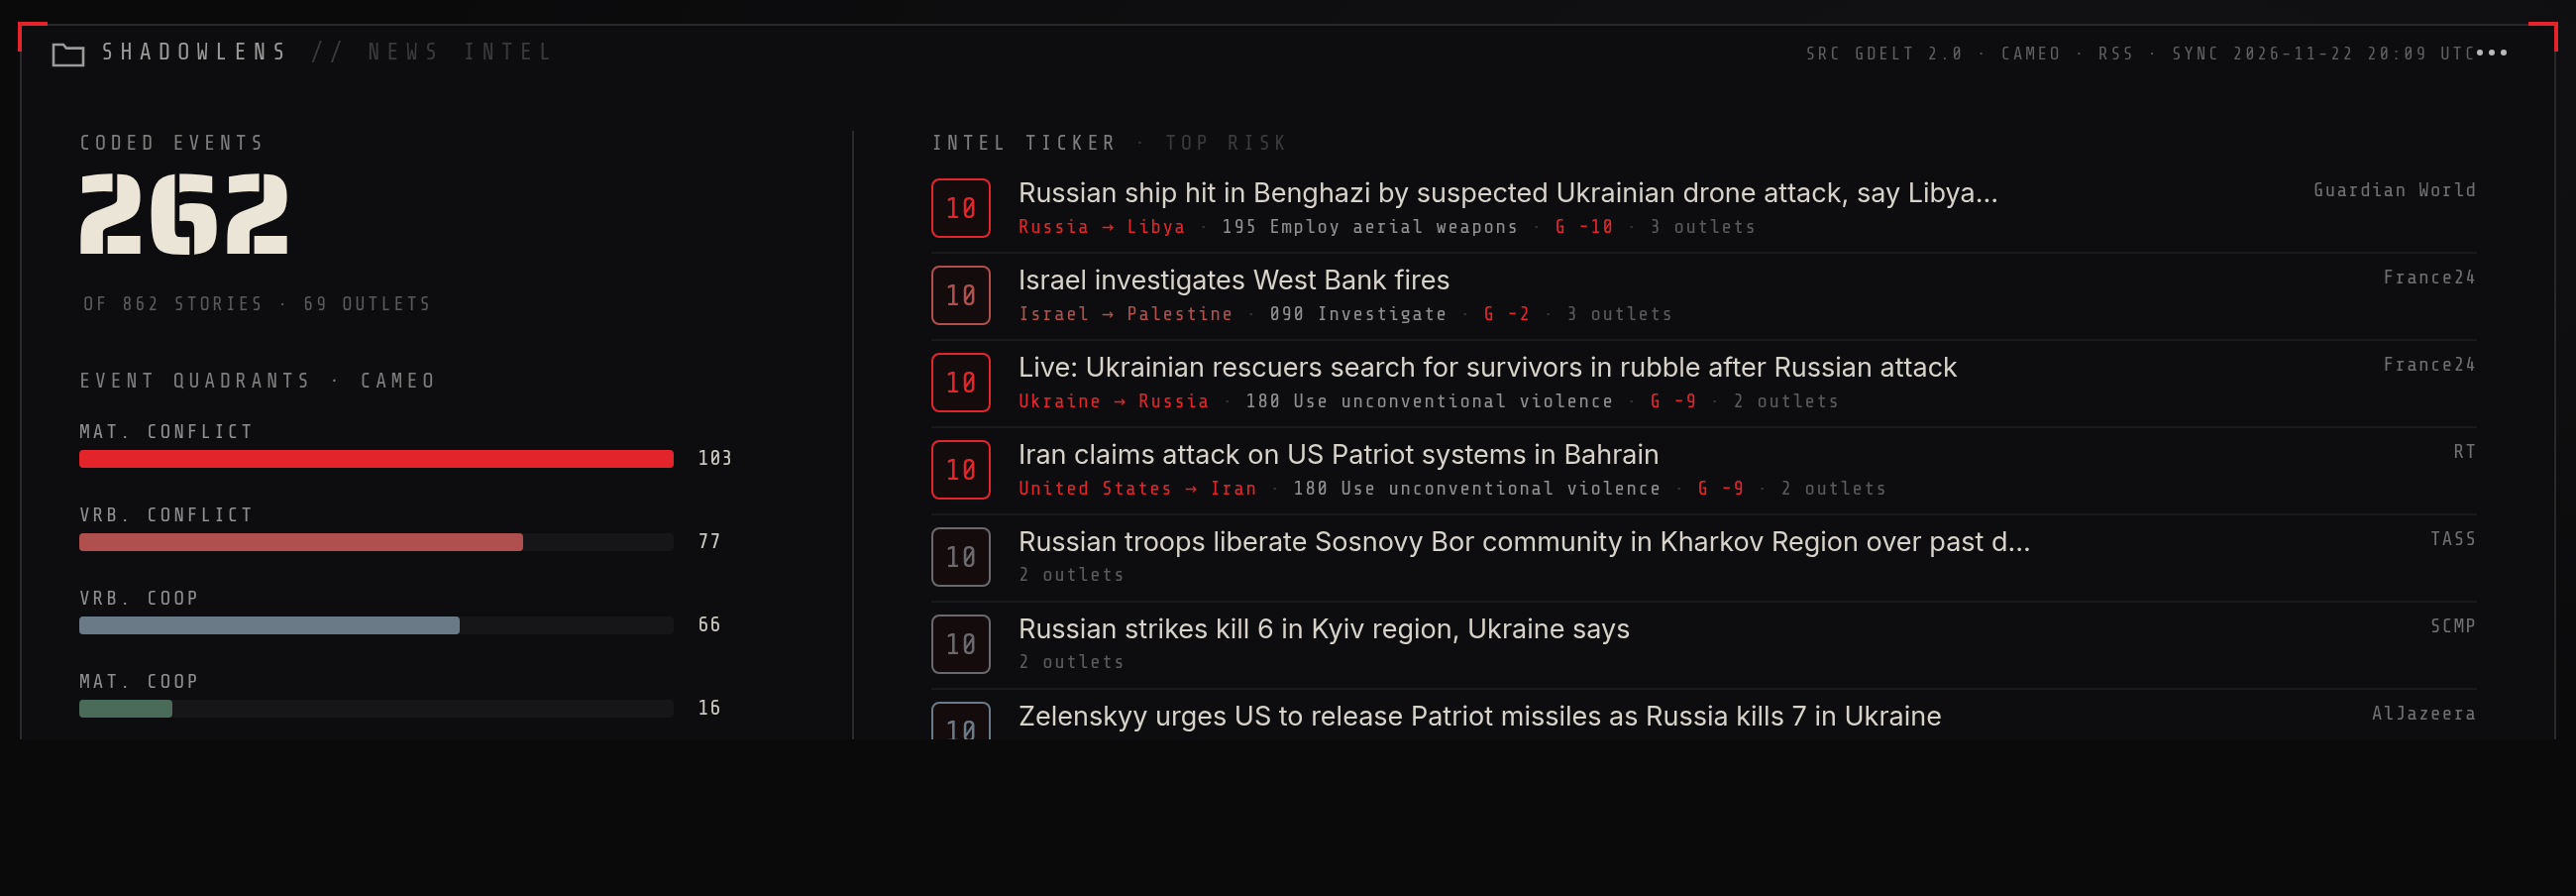 SHADOWLENS // NEWS INTEL
SRC GDELT 2.0 · CAMEO · RSS · SYNC 2026-11-22 20:09 UTC
CODED EVENTS
262
OF 862 STORIES · 69 OUTLETS
EVENT QUADRANTS · CAMEO
MAT. CONFLICT
103
VRB. CONFLICT
77
VRB. COOP
66
MAT. COOP
16
INTEL TICKER · TOP RISK
10 Russian ship hit in Benghazi by suspected Ukrainian drone attack, say Libya... Guardian World
Russia → Libya · 195 Employ aerial weapons · G -10 · 3 outlets
10 Israel investigates West Bank fires France24
Israel → Palestine · 090 Investigate · G -2 · 3 outlets
10 Live: Ukrainian rescuers search for survivors in rubble after Russian attack France24
Ukraine → Russia · 180 Use unconventional violence · G -9 · 2 outlets
10 Iran claims attack on US Patriot systems in Bahrain RT
United States → Iran · 180 Use unconventional violence · G -9 · 2 outlets
10 Russian troops liberate Sosnovy Bor community in Kharkov Region over past d... TASS
2 outlets
10 Russian strikes kill 6 in Kyiv region, Ukraine says SCMP
2 outlets
10 Zelenskyy urges US to release Patriot missiles as Russia kills 7 in Ukraine AlJazeera